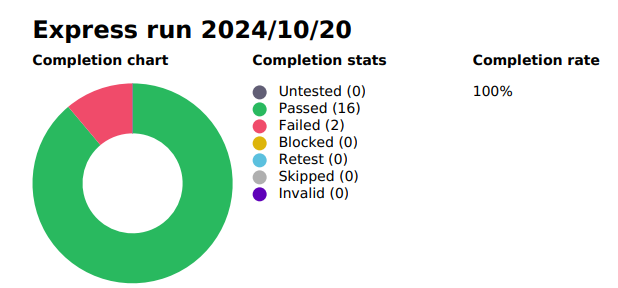 Express run 2024/10/20
Completion chart
Completion stats
Completion rate
Untested (0)
Passed (16)
Failed (2)
Blocked (0)
Retest (0)
Skipped (0)
Invalid (0)
100%